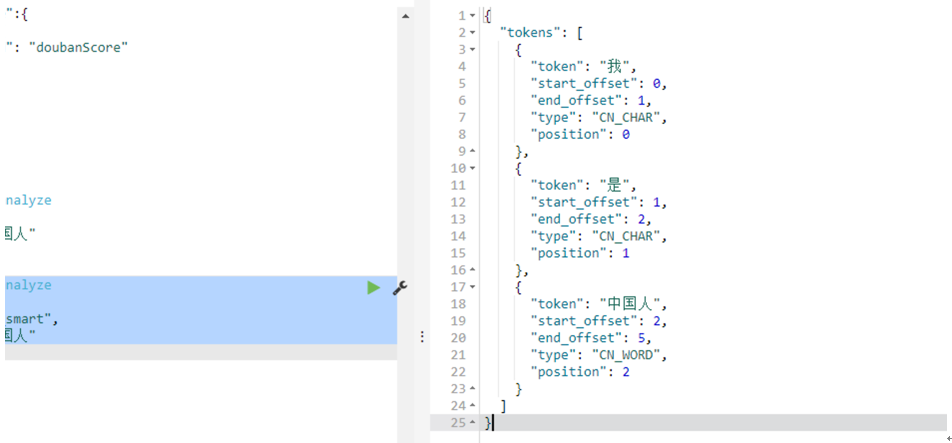 ":{
": "doubanScore"
nalyze
国人"
nalyze
smart",
国人"
1 {
2 "tokens": [
3 {
4 "token": "我",
5 "start_offset": 0,
6 "end_offset": 1,
7 "type": "CN_CHAR",
8 "position": 0
9 },
10 {
11 "token": "是",
12 "start_offset": 1,
13 "end_offset": 2,
14 "type": "CN_CHAR",
15 "position": 1
16 },
17 {
18 "token": "中国人",
19 "start_offset": 2,
20 "end_offset": 5,
21 "type": "CN_WORD",
22 "position": 2
23 }
24 ]
25 }